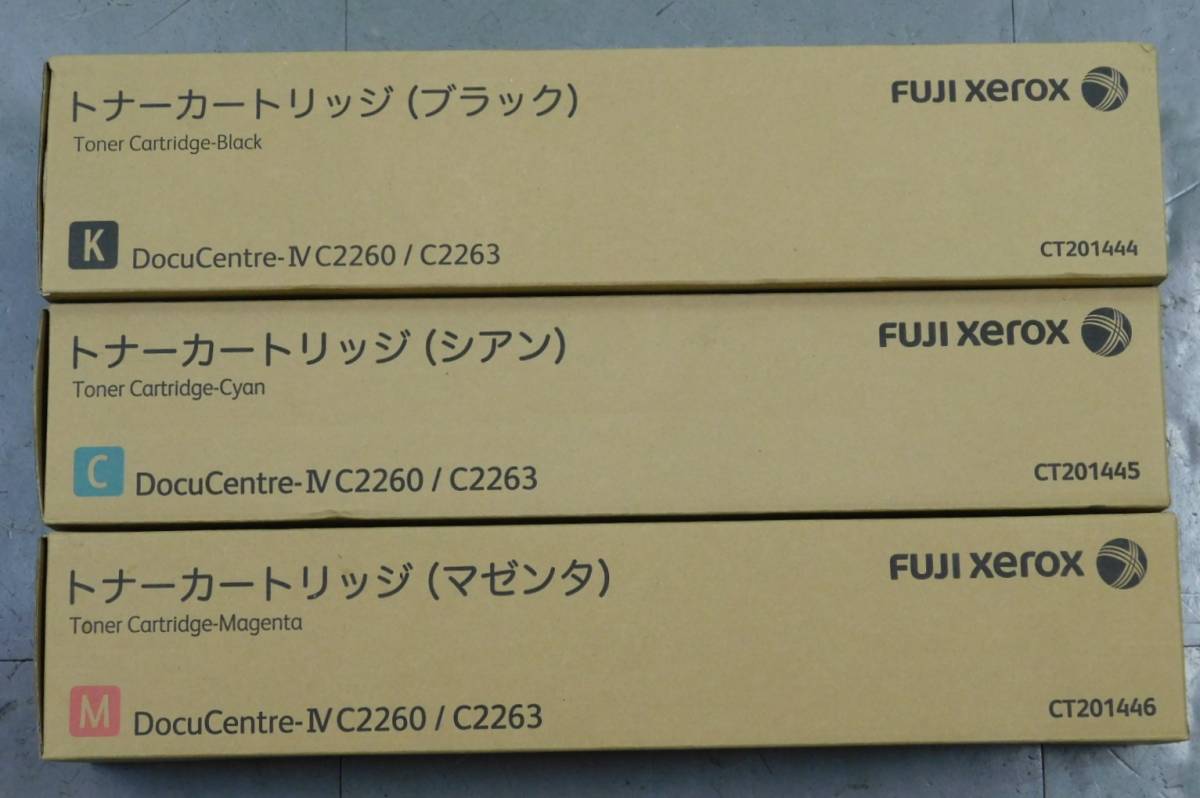 トナーカートリッジ (ブラック)
FUJI xerox
Toner Cartridge-Black
K DocuCentre-Ⅳ C2260 / C2263
CT201444
トナーカートリッジ (シアン)
FUJI xerox
Toner Cartridge-Cyan
C DocuCentre-Ⅳ C2260 / C2263
CT201445
トナーカートリッジ (マゼンタ)
FUJI xerox
Toner Cartridge-Magenta
M DocuCentre-Ⅳ C2260 / C2263
CT201446